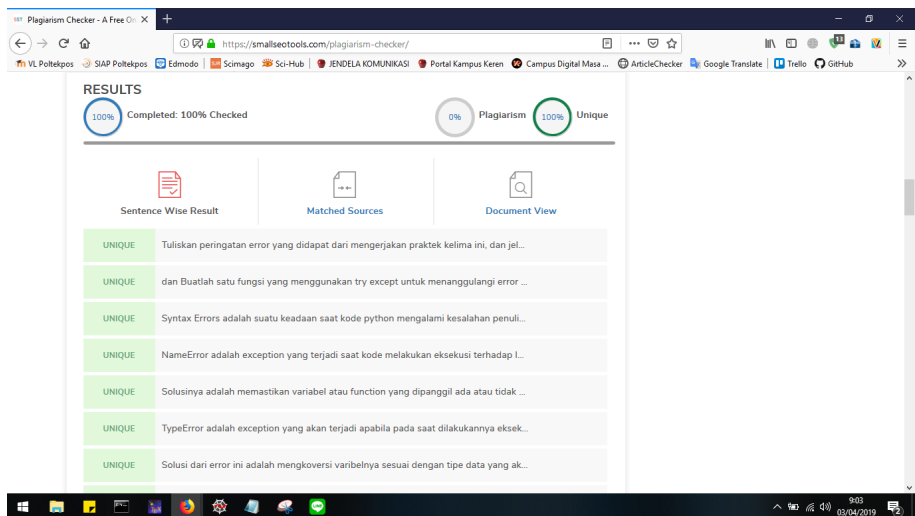 Plagiarism Checker - A Free On
https://smallseotools.com/plagiarism-checker/
VL Poltekpos SIAP Poltekpos Edmodo Scimago Sci-Hub JENDELA KOMUNIKASI Portal Kampus Keren Campus Digital Masa ... ArticleChecker Google Translate Trello GitHub
RESULTS
100% Completed: 100% Checked 0% Plagiarism 100% Unique
Sentence Wise Result Matched Sources Document View
UNIQUE Tuliskan peringatan error yang didapat dari mengerjakan praktek kelima ini, dan jel...
UNIQUE dan Buatlah satu fungsi yang menggunakan try except untuk menanggulangi error ...
UNIQUE Syntax Errors adalah suatu keadaan saat kode python mengalami kesalahan penuli...
UNIQUE NameError adalah exception yang terjadi saat kode melakukan eksekusi terhadap l...
UNIQUE Solusinya adalah memastikan variabel atau function yang dipanggil ada atau tidak ...
UNIQUE TypeError adalah exception yang akan terjadi apabila pada saat dilakukannya eksek...
UNIQUE Solusi dari error ini adalah mengkoversi varibelnya sesuai dengan tipe data yang ak...
9:03
03/04/2019